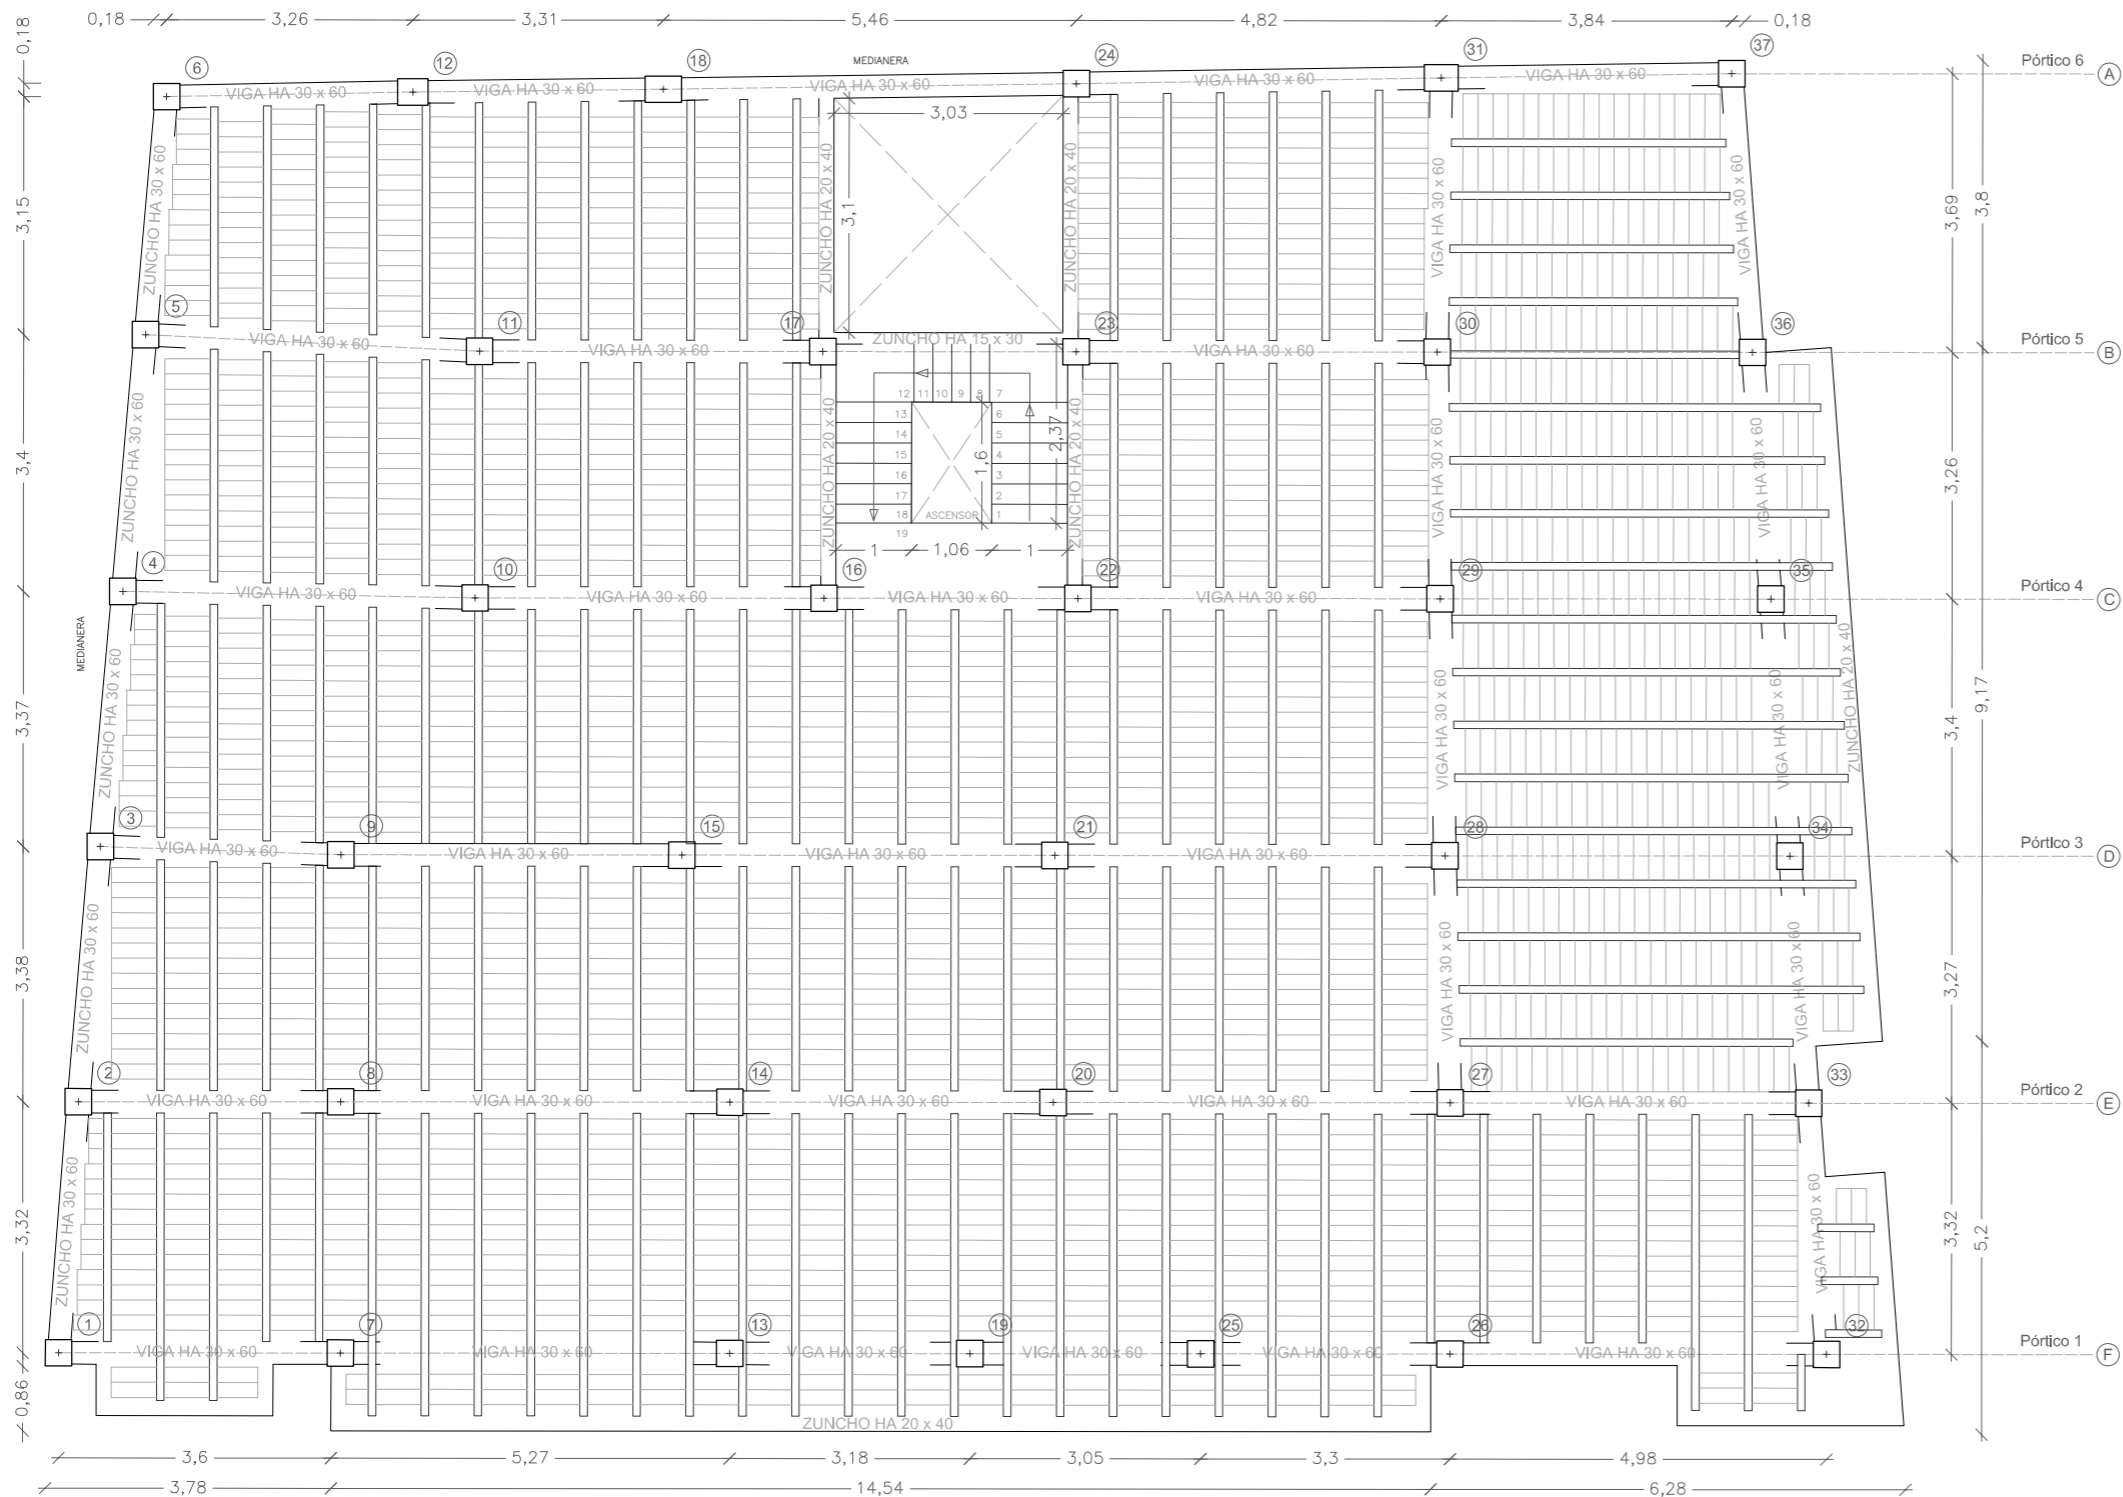 0,18
3,26
3,31
5,46
4,82
3,84
0,18
0,18
6
12
18
MEDIANERA
24
31
37
Pórtico 6
A
VIGA HA 30 x 60
VIGA HA 30 x 60
VIGA HA 30 x 60
VIGA HA 30 x 60
VIGA HA 30 x 60
3,03
3,15
ZUNCHO HA 30 x 60
ZUNCHO HA 20 x 40
3,1
ZUNCHO HA 20 x 40
VIGA HA 30 x 60
VIGA HA 30 x 60
3,69
3,8
5
11
17
23
30
36
Pórtico 5
B
VIGA HA 30 x 60
VIGA HA 30 x 60
ZUNCHO HA 15 x 30
VIGA HA 30 x 60
3,4
ZUNCHO HA 30 x 60
ZUNCHO HA 20 x 40
12
11
10
9
8
7
13
6
14
5
15
4
16
3
17
2
18
ASCENSOR
1
19
1,6
2,37
1
1,06
1
ZUNCHO HA 20 x 40
VIGA HA 30 x 60
VIGA HA 30 x 60
3,26
4
10
16
22
29
35
Pórtico 4
C
VIGA HA 30 x 60
VIGA HA 30 x 60
VIGA HA 30 x 60
VIGA HA 30 x 60
MEDIANERA
3,37
ZUNCHO HA 30 x 60
VIGA HA 30 x 60
VIGA HA 30 x 60
ZUNCHO HA 20 x 40
3,4
9,17
3
9
15
21
28
34
Pórtico 3
D
VIGA HA 30 x 60
VIGA HA 30 x 60
VIGA HA 30 x 60
VIGA HA 30 x 60
3,38
ZUNCHO HA 30 x 60
VIGA HA 30 x 60
VIGA HA 30 x 60
3,27
2
8
14
20
27
33
Pórtico 2
E
VIGA HA 30 x 60
VIGA HA 30 x 60
VIGA HA 30 x 60
VIGA HA 30 x 60
VIGA HA 30 x 60
3,32
ZUNCHO HA 30 x 60
VIGA HA 30 x 60
3,32
5,2
1
7
13
19
25
26
32
Pórtico 1
F
VIGA HA 30 x 60
VIGA HA 30 x 60
VIGA HA 30 x 60
VIGA HA 30 x 60
VIGA HA 30 x 60
VIGA HA 30 x 60
0,86
ZUNCHO HA 20 x 40
3,6
5,27
3,18
3,05
3,3
4,98
3,78
14,54
6,28